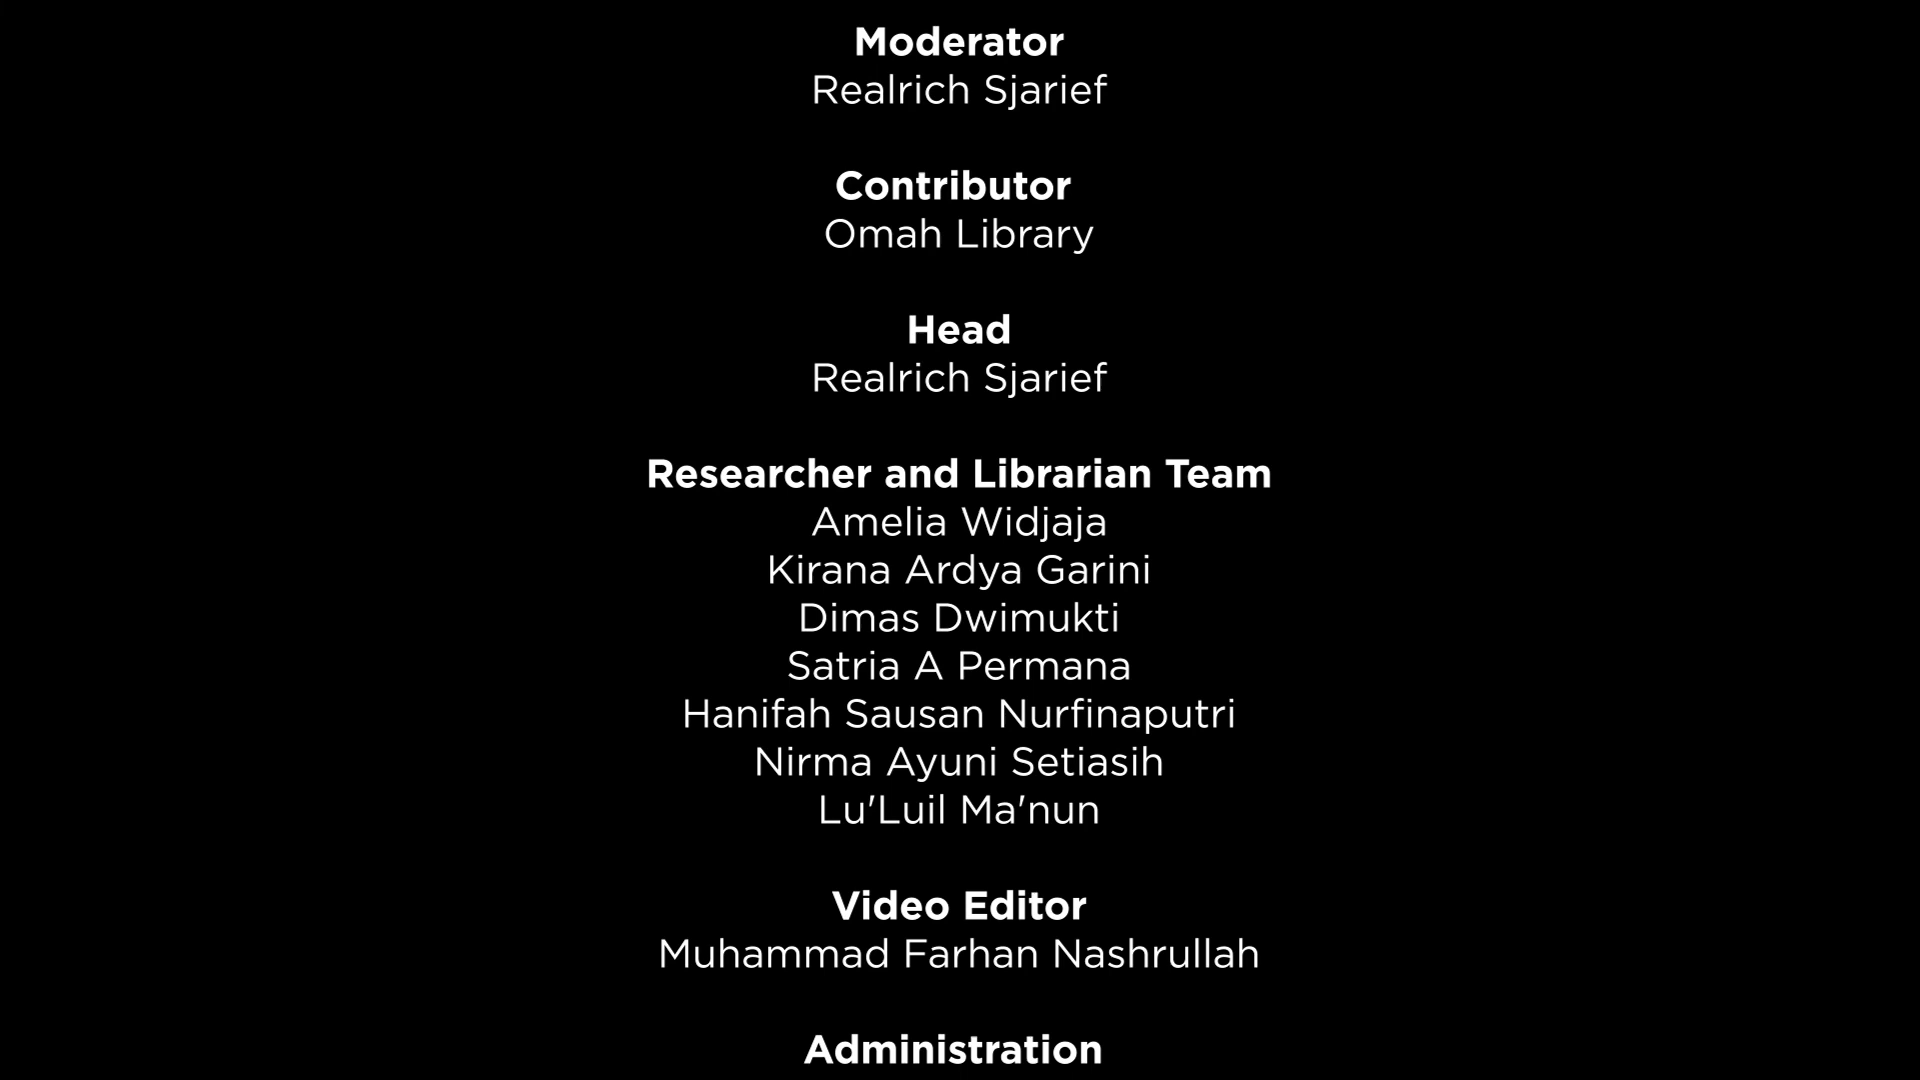 Moderator
Realrich Sjarief
Contributor
Omah Library
Head
Realrich Sjarief
Researcher and Librarian Team
Amelia Widjaja
Kirana Ardya Garini
Dimas Dwimukti
Satria A Permana
Hanifah Sausan Nurfinaputri
Nirma Ayuni Setiasih
Lu'Luil Ma'nun
Video Editor
Muhammad Farhan Nashrullah
Administration